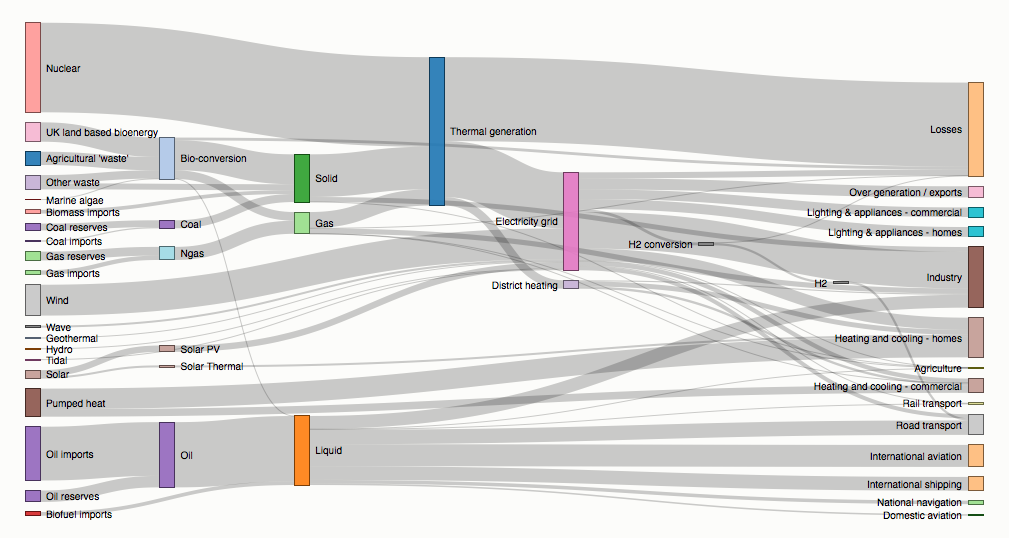 Nuclear
UK land based bioenergy
Agricultural 'waste'
Other waste
Marine algae
Biomass imports
Coal reserves
Coal imports
Gas reserves
Gas imports
Wind
Wave
Geothermal
Hydro
Tidal
Solar
Pumped heat
Oil imports
Oil reserves
Biofuel imports
Bio-conversion
Coal
Ngas
Solar PV
Solar Thermal
Oil
Solid
Gas
Liquid
Thermal generation
Electricity grid
District heating
H2 conversion
H2
Losses
Over generation / exports
Lighting & appliances - commercial
Lighting & appliances - homes
Industry
Heating and cooling - homes
Agriculture
Heating and cooling - commercial
Rail transport
Road transport
International aviation
International shipping
National navigation
Domestic aviation